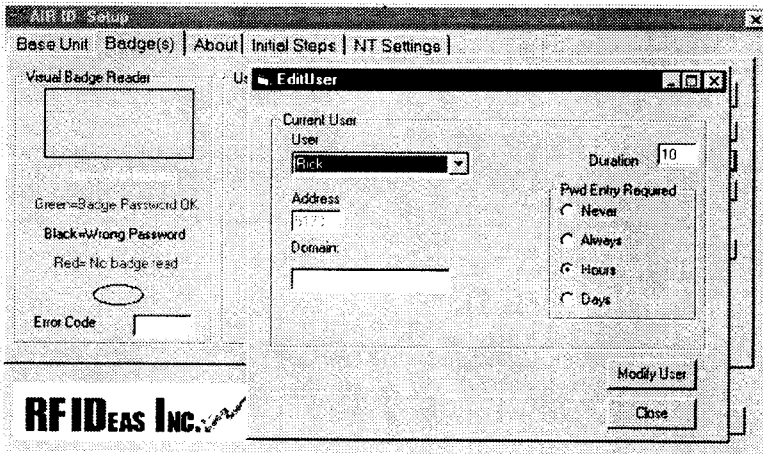 AIR ID Setup
Base Unit Badge(s) About Initial Steps NT Settings
Visual Badge Reader
Green=Badge Password OK
Black=Wrong Password
Red= No badge read
Error Code
RF IDEAS INC.
EditUser
Current User
User
Rick
Address
Domain:
Duration 10
Pwd Entry Required
Never
Always
Hours
Days
Modify User
Close